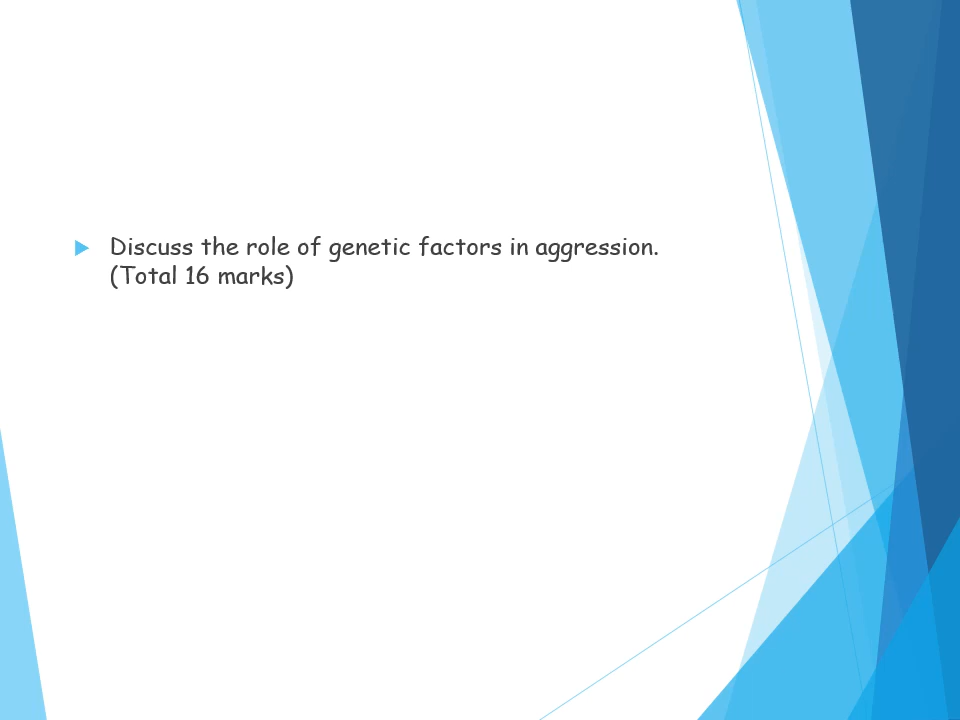 Discuss the role of genetic factors in aggression.
(Total 16 marks)